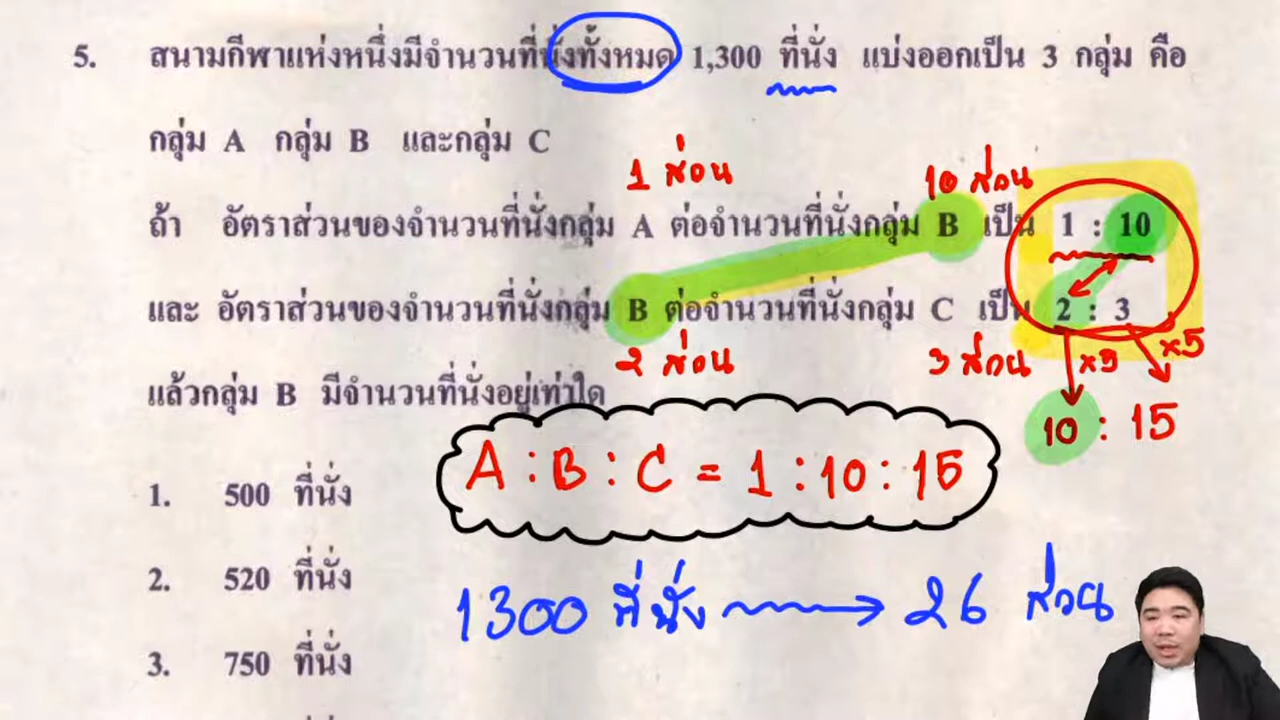 5. สนามกีฬาแห่งหนึ่งมีจำนวนที่นั่งทั้งหมด 1,300 ที่นั่ง แบ่งออกเป็น 3 กลุ่ม คือ
กลุ่ม A กลุ่ม B และกลุ่ม C
1 ส่วน 10 ส่วน
ถ้า อัตราส่วนของจำนวนที่นั่งกลุ่ม A ต่อจำนวนที่นั่งกลุ่ม B เป็น 1 : 10
และ อัตราส่วนของจำนวนที่นั่งกลุ่ม B ต่อจำนวนที่นั่งกลุ่ม C เป็น 2 : 3
2 ส่วน 3 ส่วน ×5 ×5
แล้วกลุ่ม B มีจำนวนที่นั่งอยู่เท่าใด
10 : 15
A : B : C = 1 : 10 : 15
1. 500 ที่นั่ง
2. 520 ที่นั่ง
1300 ที่นั่ง → 26 ส่วน
3. 750 ที่นั่ง